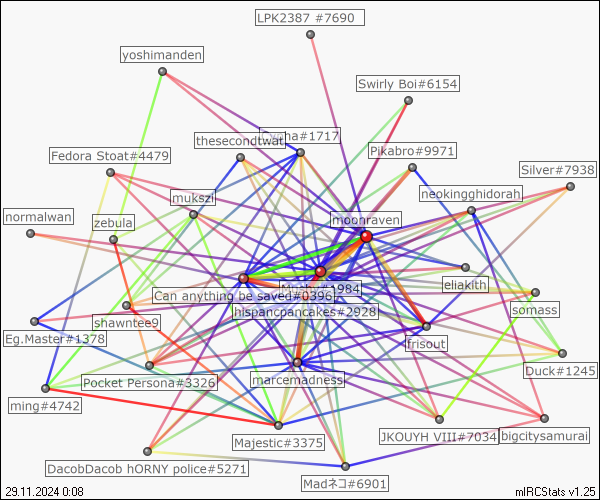 LPK2387 #7690
yoshimanden
Swirly Boi#6154
thesecondtwat
#1717
Pikabro#9971
Fedora Stoat#4479
Silver#7938
mukszi
neokingghidorah
normalwan
zebula
moonraven
#1984
eliakith
Can anything be saved#0396
somass
hispancpancakes#2928
shawntee9
Eg.Master#1378
frisout
Duck#1245
Pocket Persona#3326
marcemadness
ming#4742
Majestic#3375
JKOUYH VIII#7034
bigcitysamurai
DacobDacob hORNY police#5271
Madネコ#6901
29.11.2024 0:08
mIRCStats v1.25